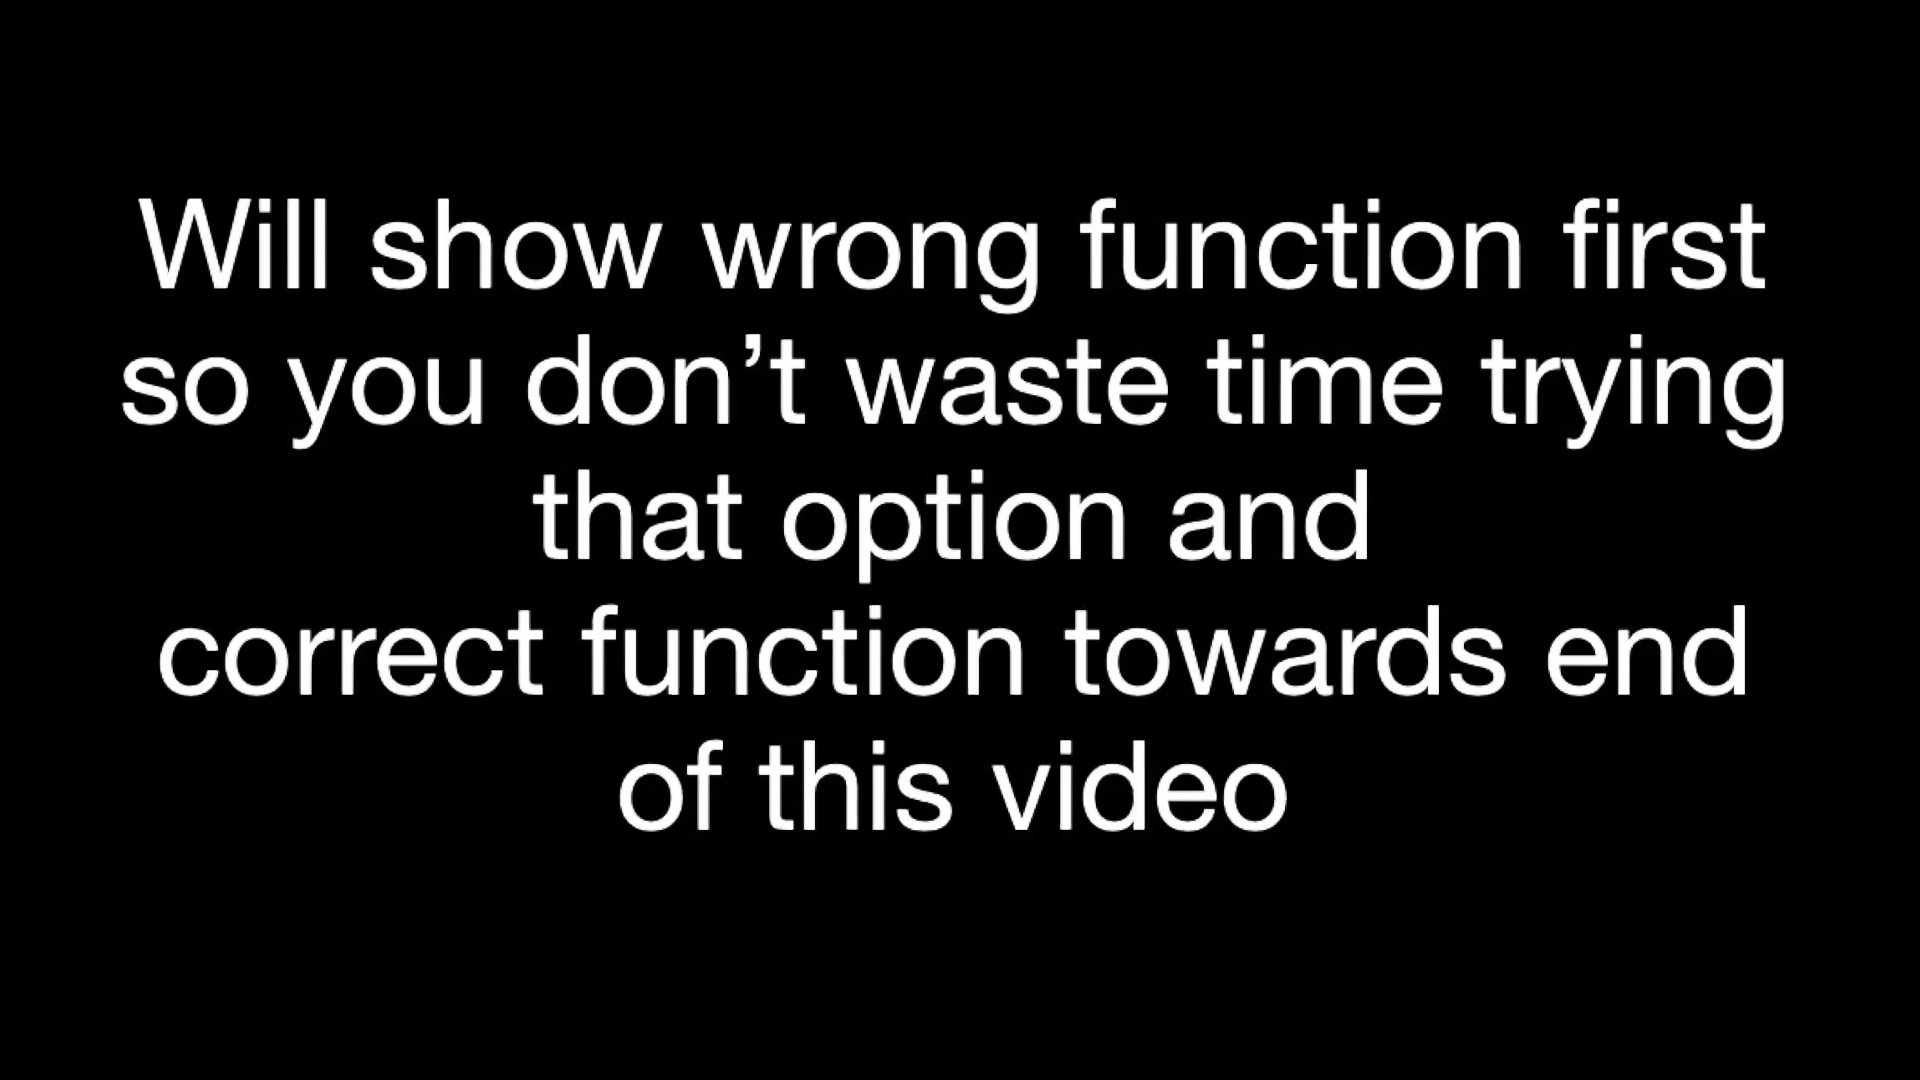 Will show wrong function first
so you don’t waste time trying
that option and
correct function towards end
of this video